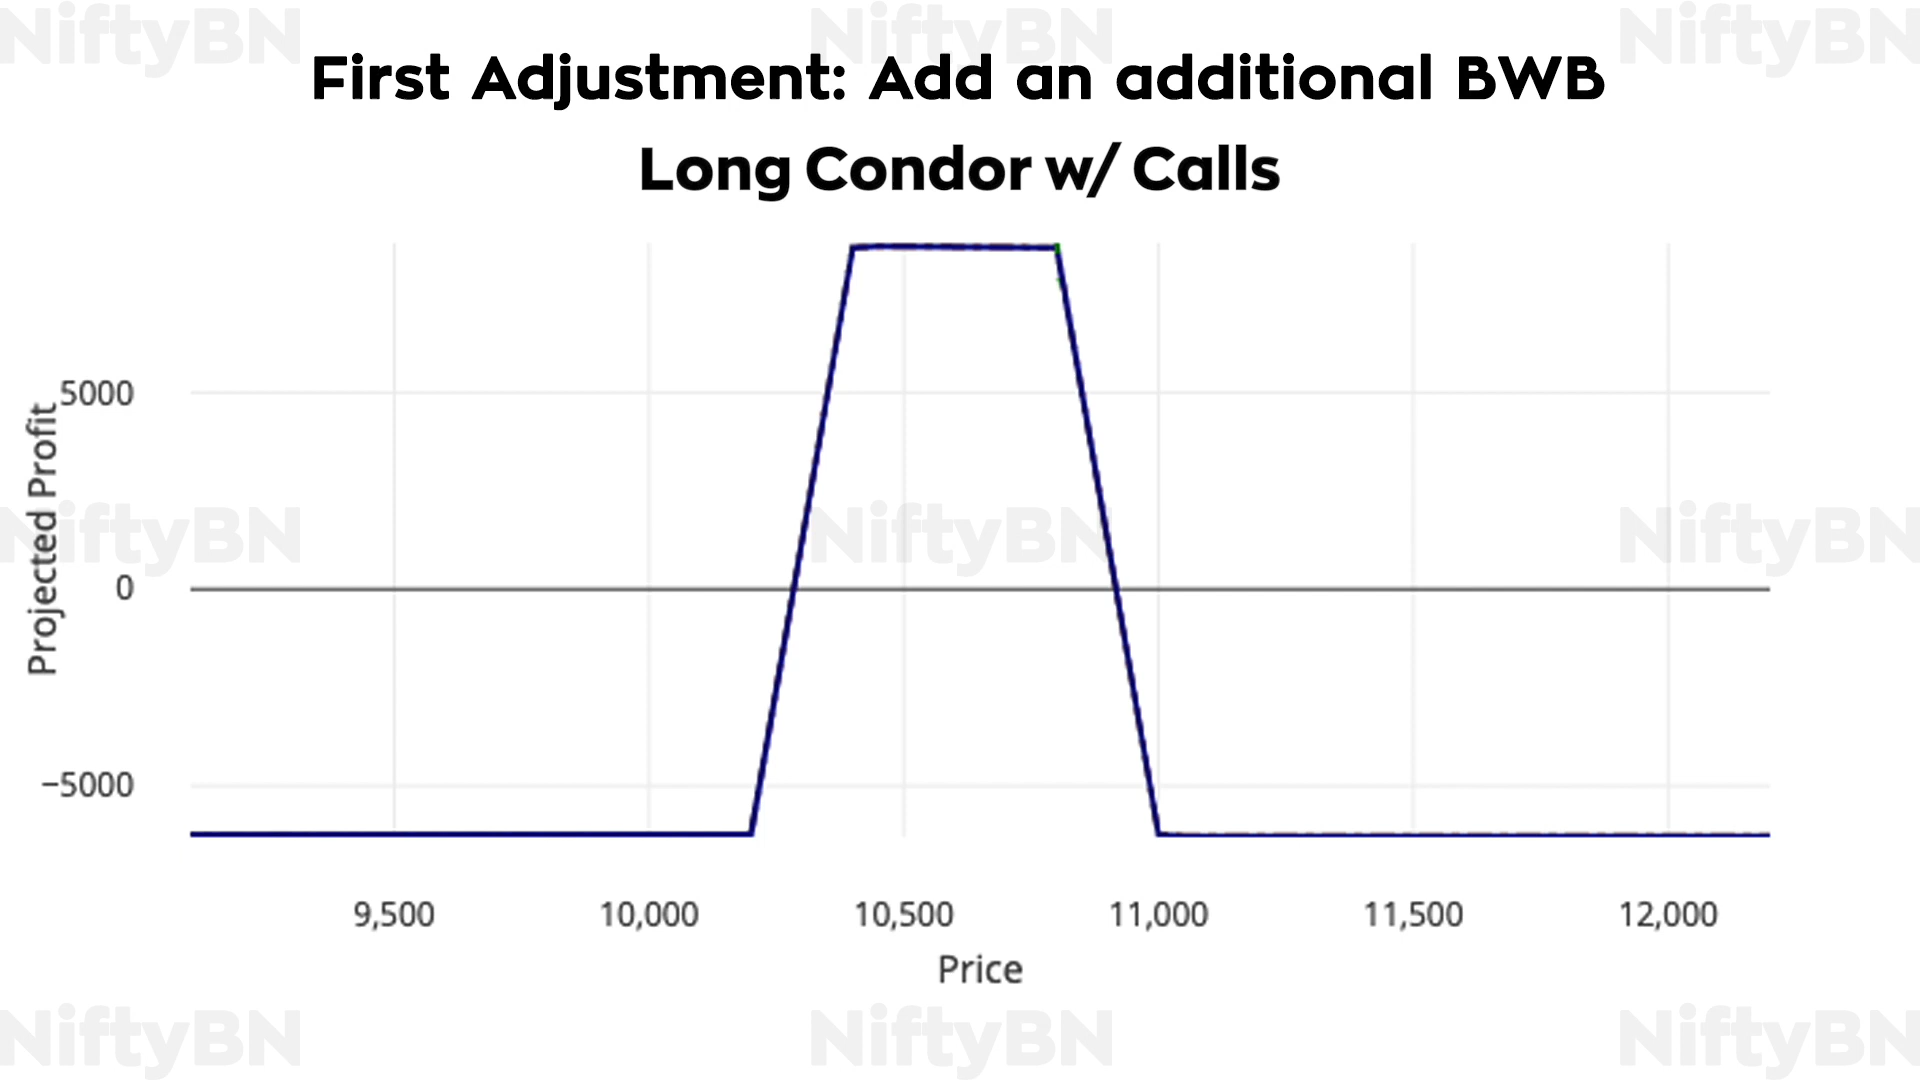 NiftyBN NiftyBN NiftyBN
First Adjustment: Add an additional BWB
Long Condor w/ Calls
5000
Projected Profit
NiftyBN NiftyBN NiftyBN
0
−5000
9,500 10,000 10,500 11,000 11,500 12,000
Price
NiftyBN NiftyBN NiftyBN